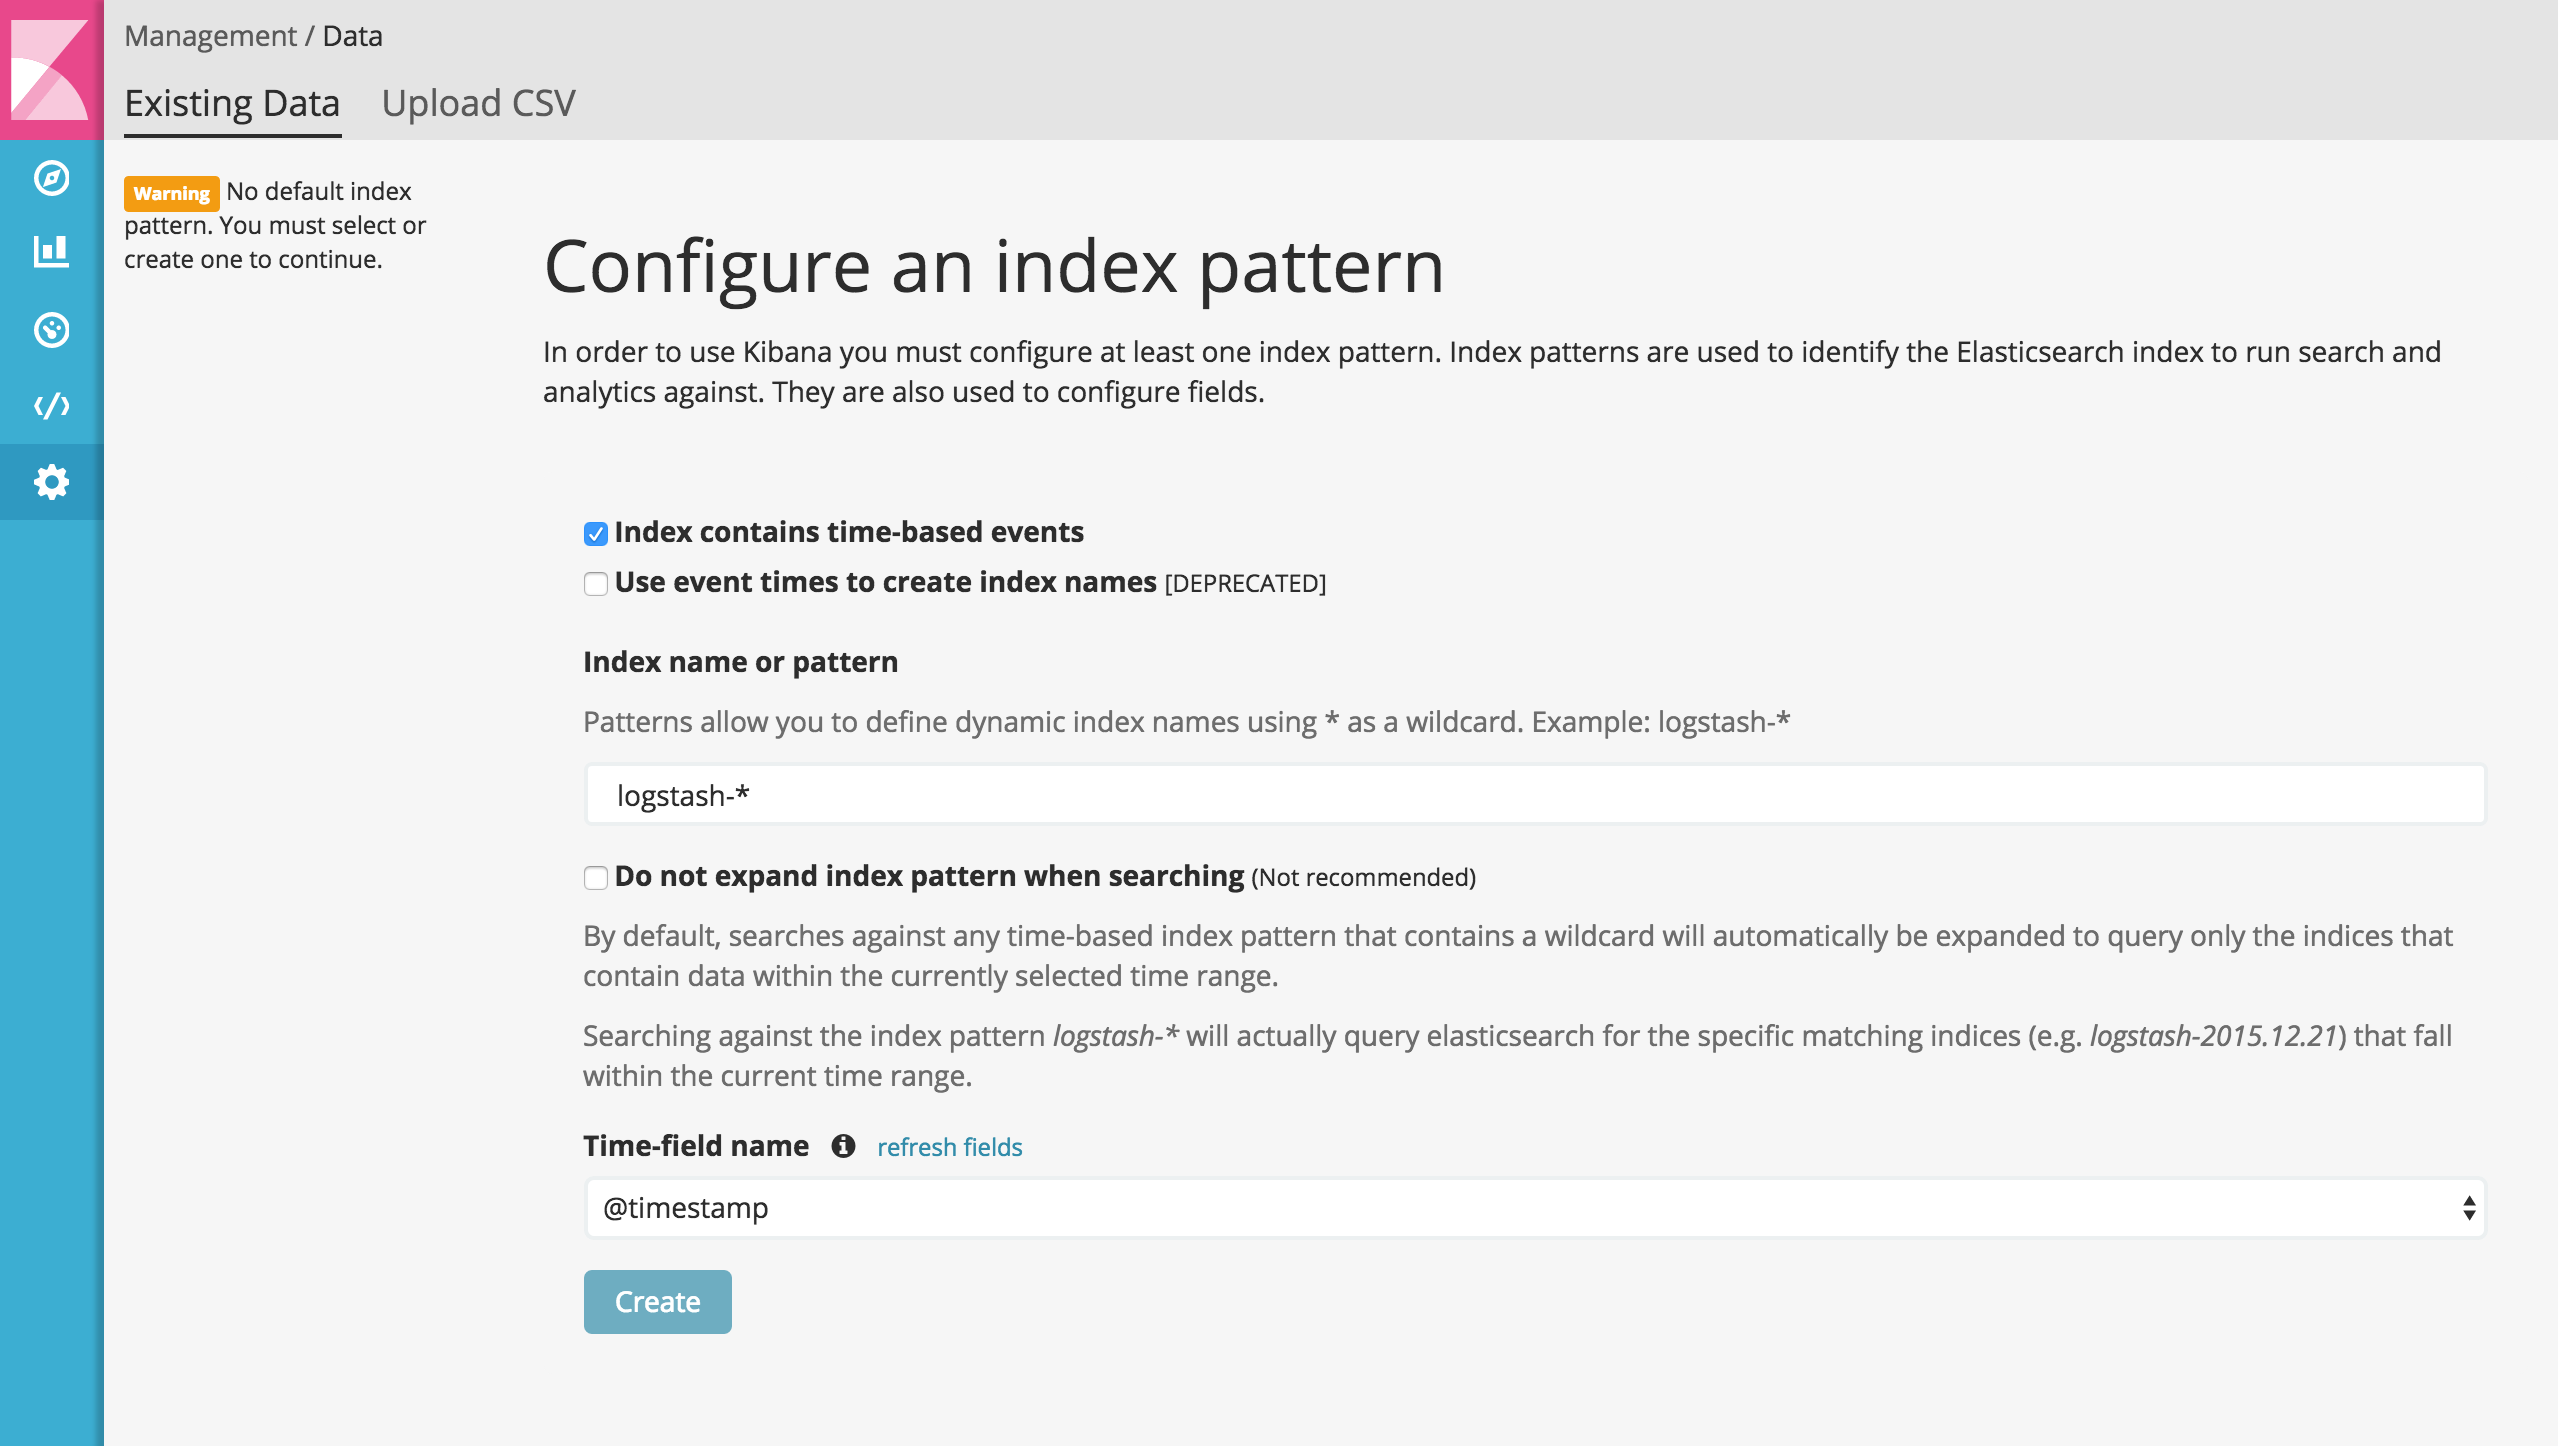 Management / Data
Existing Data Upload CSV
Warning No default index
pattern. You must select or
create one to continue.
Configure an index pattern
In order to use Kibana you must configure at least one index pattern. Index patterns are used to identify the Elasticsearch index to run search and
analytics against. They are also used to configure fields.
Index contains time-based events
Use event times to create index names [DEPRECATED]
Index name or pattern
Patterns allow you to define dynamic index names using * as a wildcard. Example: logstash-*
logstash-*
Do not expand index pattern when searching (Not recommended)
By default, searches against any time-based index pattern that contains a wildcard will automatically be expanded to query only the indices that
contain data within the currently selected time range.
Searching against the index pattern logstash-* will actually query elasticsearch for the specific matching indices (e.g. logstash-2015.12.21) that fall
within the current time range.
Time-field name refresh fields
@timestamp
Create